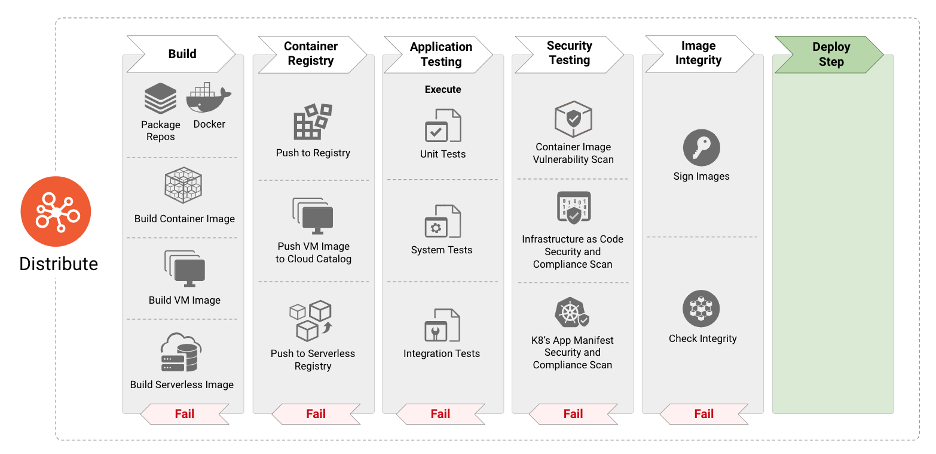 Distribute
Build
Package
Repos
Docker
Build Container Image
Build VM Image
Build Serverless Image
Fail
Container
Registry
Push to Registry
Push VM Image
to Cloud Catalog
Push to Serverless
Registry
Fail
Application
Testing
Execute
Unit Tests
System Tests
Integration Tests
Fail
Security
Testing
Container Image
Vulnerability Scan
Infrastructure as Code
Security and
Compliance Scan
K8's App Manifest
Security and
Compliance Scan
Fail
Image
Integrity
Sign Images
Check Integrity
Fail
Deploy
Step